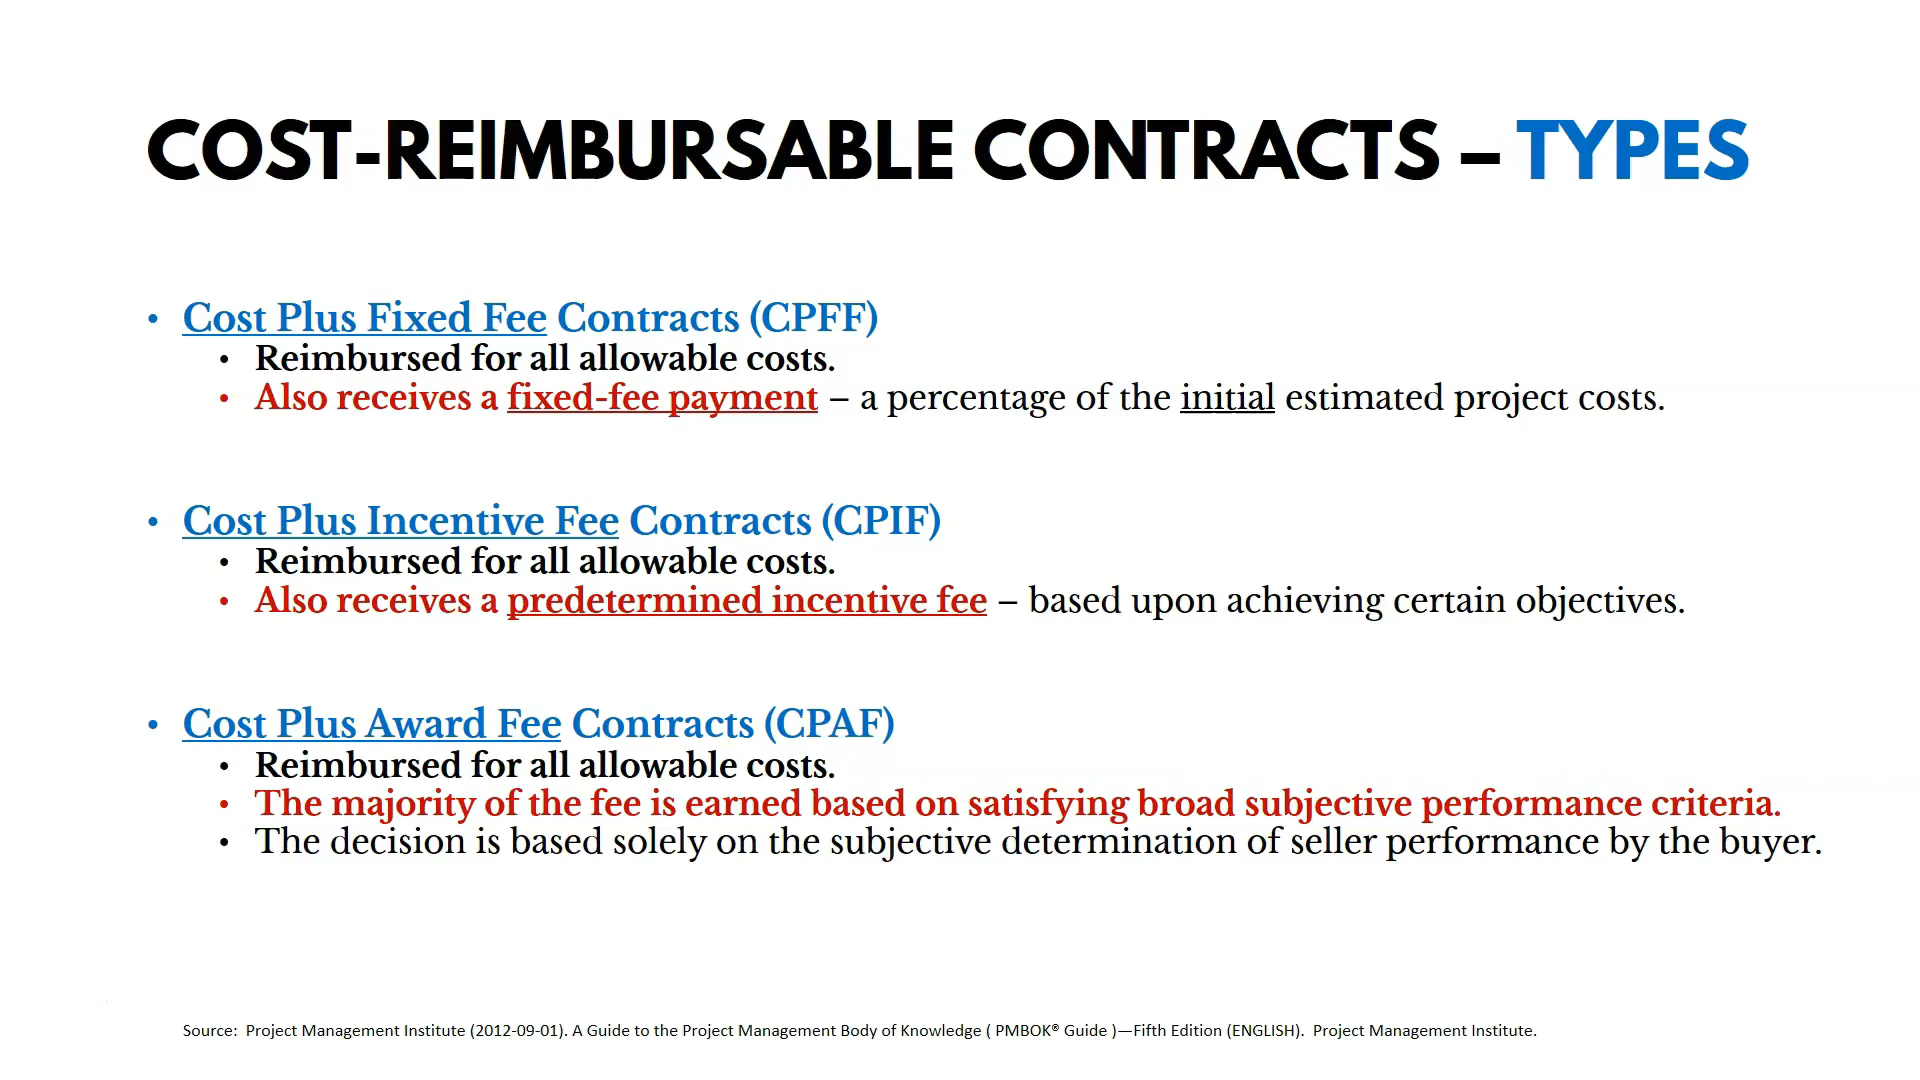 COST-REIMBURSABLE CONTRACTS – TYPES
• Cost Plus Fixed Fee Contracts (CPFF)
• Reimbursed for all allowable costs.
• Also receives a fixed-fee payment – a percentage of the initial estimated project costs.
• Cost Plus Incentive Fee Contracts (CPIF)
• Reimbursed for all allowable costs.
• Also receives a predetermined incentive fee – based upon achieving certain objectives.
• Cost Plus Award Fee Contracts (CPAF)
• Reimbursed for all allowable costs.
• The majority of the fee is earned based on satisfying broad subjective performance criteria.
• The decision is based solely on the subjective determination of seller performance by the buyer.
Source: Project Management Institute (2012-09-01). A Guide to the Project Management Body of Knowledge ( PMBOK® Guide )—Fifth Edition (ENGLISH). Project Management Institute.